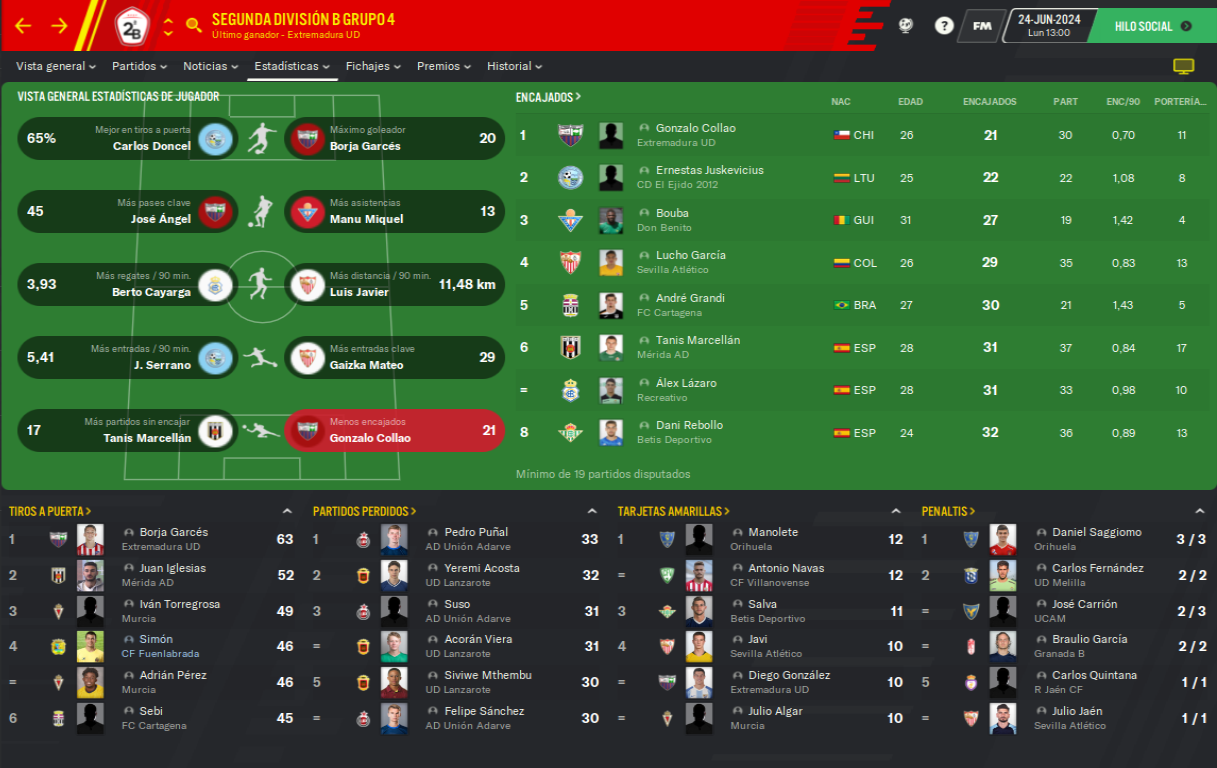 SEGUNDA DIVISIÓN B GRUPO 4
Último ganador - Extremadura UD
2ªB
?
FM
24-JUN-2024
Lun 13:00
HILO SOCIAL
Vista general Partidos Noticias Estadísticas Fichajes Premios Historial
VISTA GENERAL ESTADÍSTICAS DE JUGADOR
65% Mejor en tiros a puerta Carlos Doncel
Máximo goleador Borja Garcés 20
45 Más pases clave José Ángel
Más asistencias Manu Miquel 13
3,93 Más regates / 90 min. Berto Cayarga
Más distancia / 90 min. Luis Javier 11,48 km
5,41 Más entradas / 90 min. J. Serrano
Más entradas clave Gaizka Mateo 29
17 Más partidos sin encajar Tanis Marcellán
Menos encajados Gonzalo Collao 21
ENCAJADOS > NAC EDAD ENCAJADOS PART ENC/90 PORTERÍA...
1 Gonzalo Collao CHI 26 21 30 0,70 11
Extremadura UD
2 Ernestas Juskevicius LTU 25 22 22 1,08 8
CD El Ejido 2012
3 Bouba GUI 31 27 19 1,42 4
Don Benito
4 Lucho García COL 26 29 35 0,83 13
Sevilla Atlético
5 André Grandi BRA 27 30 21 1,43 5
FC Cartagena
6 Tanis Marcellán ESP 28 31 37 0,84 17
Mérida AD
= Álex Lázaro ESP 28 31 33 0,98 10
Recreativo
8 Dani Rebollo ESP 24 32 36 0,89 13
Betis Deportivo
Mínimo de 19 partidos disputados
TIROS A PUERTA >
1 Borja Garcés 63
Extremadura UD
2 Juan Iglesias 52
Mérida AD
3 Iván Torregrosa 49
Murcia
4 Simón 46
CF Fuenlabrada
= Adrián Pérez 46
Murcia
6 Sebi 45
FC Cartagena
PARTIDOS PERDIDOS >
1 Pedro Puñal 33
AD Unión Adarve
2 Yeremi Acosta 32
UD Lanzarote
3 Suso 31
AD Unión Adarve
= Acorán Viera 31
UD Lanzarote
5 Siviwe Mthembu 30
UD Lanzarote
= Felipe Sánchez 30
AD Unión Adarve
TARJETAS AMARILLAS >
1 Manolete 12
Orihuela
= Antonio Navas 12
CF Villanovense
3 Salva 11
Betis Deportivo
4 Javi 10
Sevilla Atlético
= Diego González 10
Extremadura UD
= Julio Algar 10
Murcia
PENALTIS >
1 Daniel Saggiomo 3 / 3
Orihuela
2 Carlos Fernández 2 / 2
UD Melilla
= José Carrión 2 / 3
UCAM
= Braulio García 2 / 2
Granada B
5 Carlos Quintana 1 / 1
R Jaén CF
= Julio Jaén 1 / 1
Sevilla Atlético